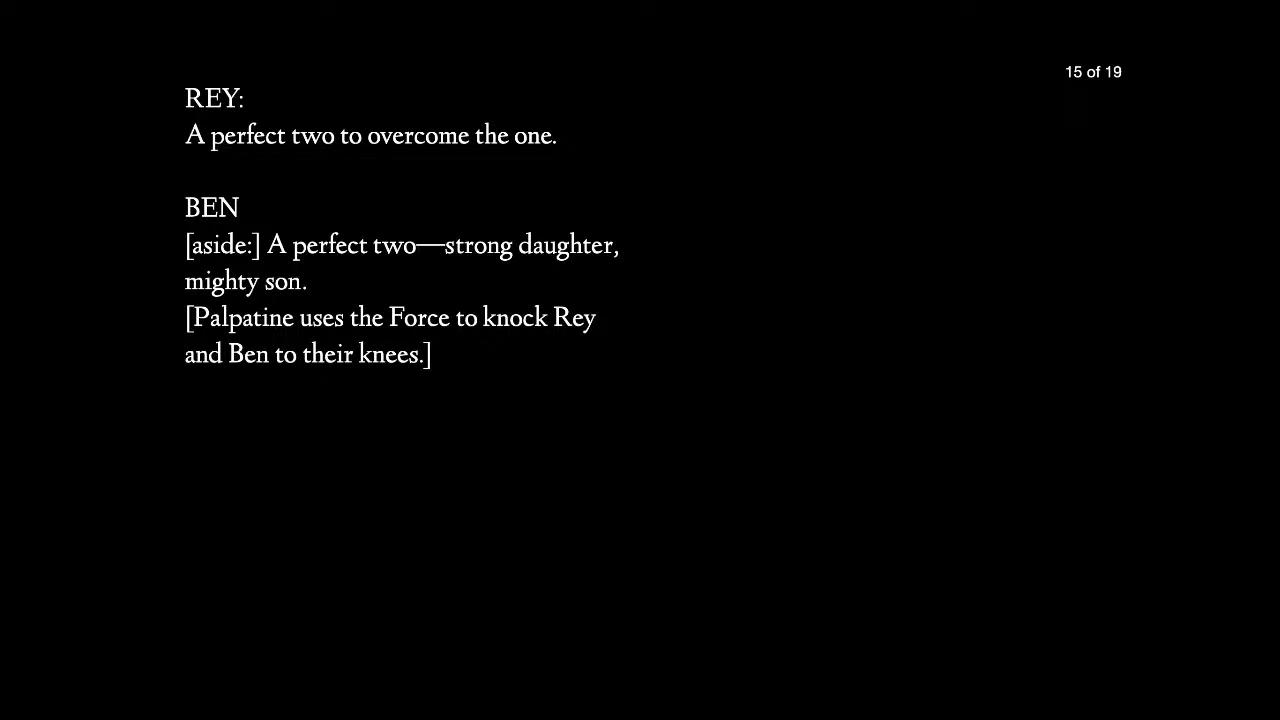 15 of 19
REY:
A perfect two to overcome the one.
BEN
[aside:] A perfect two—strong daughter,
mighty son.
[Palpatine uses the Force to knock Rey
and Ben to their knees.]